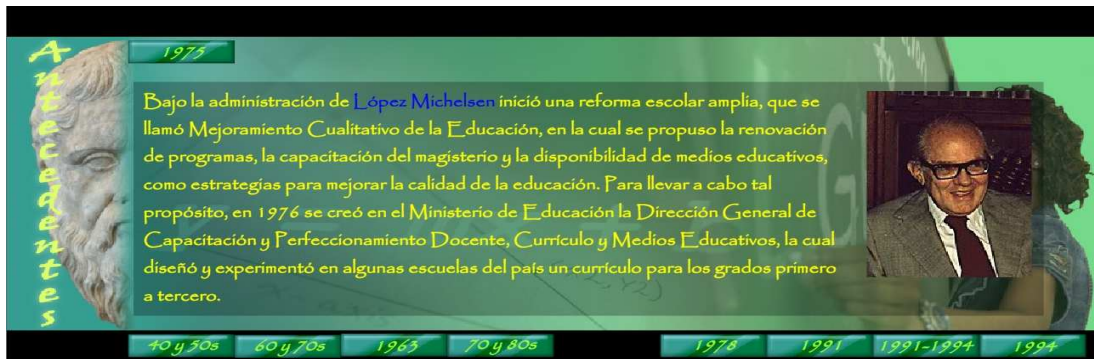 Antecedentes
1975
Bajo la administración de López Michelsen inició una reforma escolar amplia, que se
llamó Mejoramiento Cualitativo de la Educación, en la cual se propuso la renovación
de programas, la capacitación del magisterio y la disponibilidad de medios educativos,
como estrategias para mejorar la calidad de la educación. Para llevar a cabo tal
propósito, en 1976 se creó en el Ministerio de Educación la Dirección General de
Capacitación y Perfeccionamiento Docente, Currículo y Medios Educativos, la cual
diseñó y experimentó en algunas escuelas del país un currículo para los grados primero
a tercero.
40 y 50s 60 y 70s 1963 70 y 80s 1978 1991 1991-1994 1994